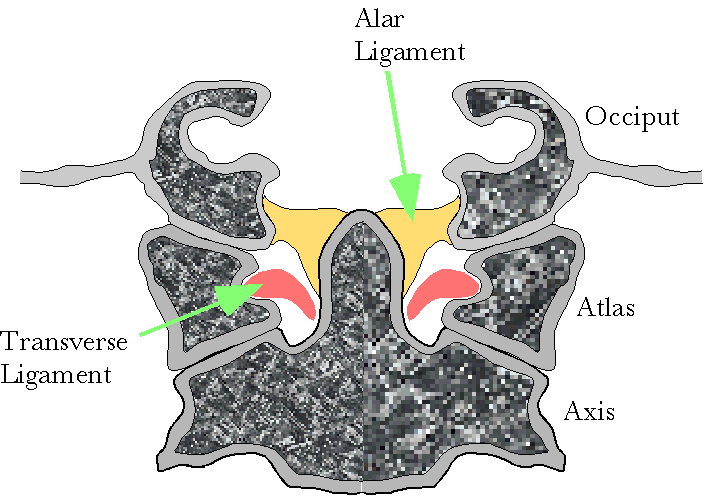 Alar
Ligament
Occiput
Atlas
Transverse
Ligament
Axis